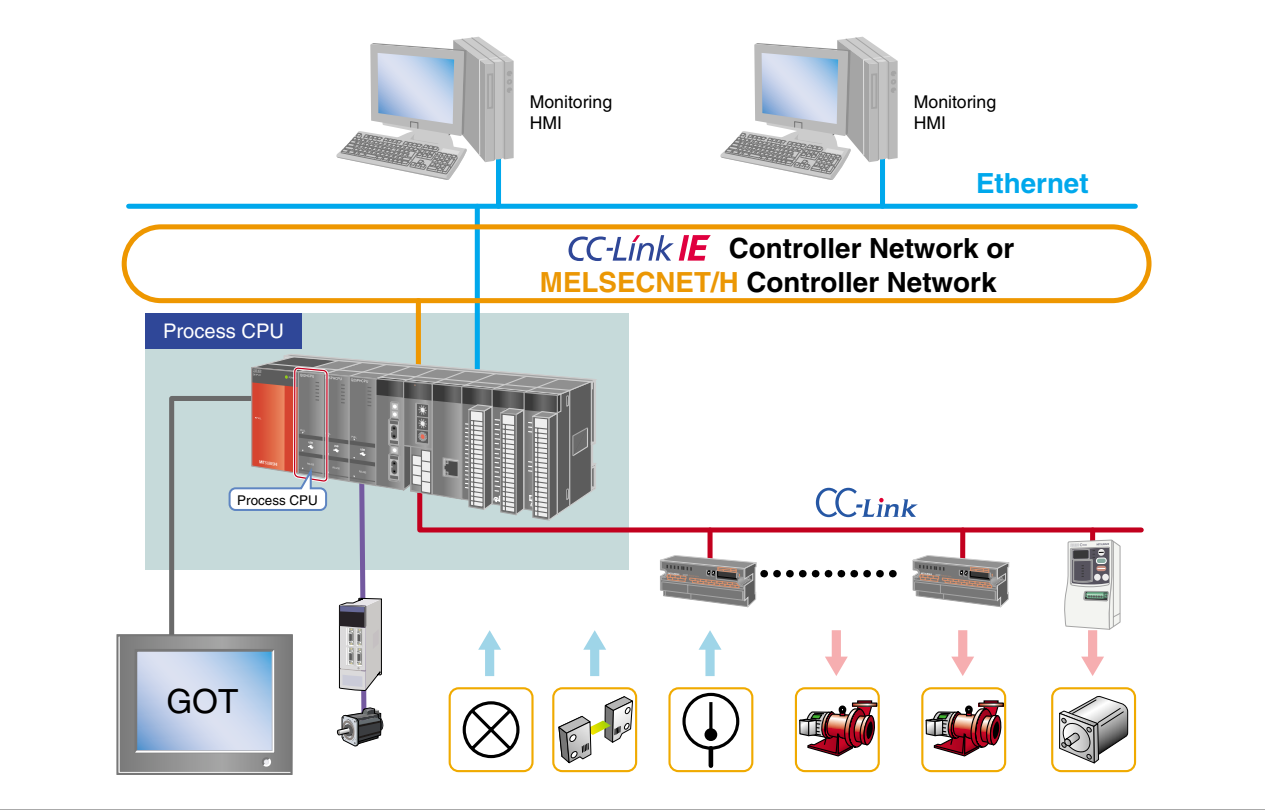 Monitoring
HMI
Monitoring
HMI
Ethernet
CC-Link IE Controller Network or
MELSECNET/H Controller Network
Process CPU
Process CPU
CC-Link
GOT